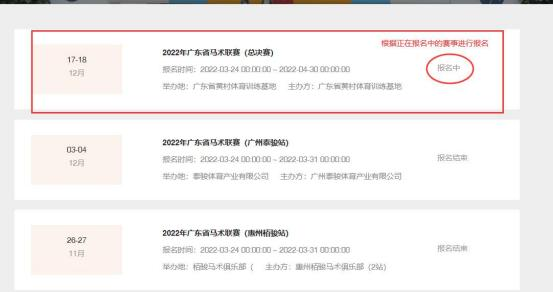 根据正在报名中的赛事进行报名
17-18
12月
2022年广东省马术联赛（总决赛）
报名时间：2022-03-24 00:00:00 ~ 2022-04-30 00:00:00
举办地：广东省黄村体育训练基地 主办方：广东省黄村体育训练基地
报名中
03-04
12月
2022年广东省马术联赛（广州泰骏站）
报名时间：2022-03-24 00:00:00 ~ 2022-03-31 00:00:00
举办地：泰骏体育产业有限公司 主办方：广州泰骏体育产业有限公司
报名结束
26-27
11月
2022年广东省马术联赛（惠州栢骏站）
报名时间：2022-03-24 00:00:00 ~ 2022-03-31 00:00:00
举办地：栢骏马术俱乐部（ 主办方：惠州栢骏马术俱乐部（2站）
报名结束